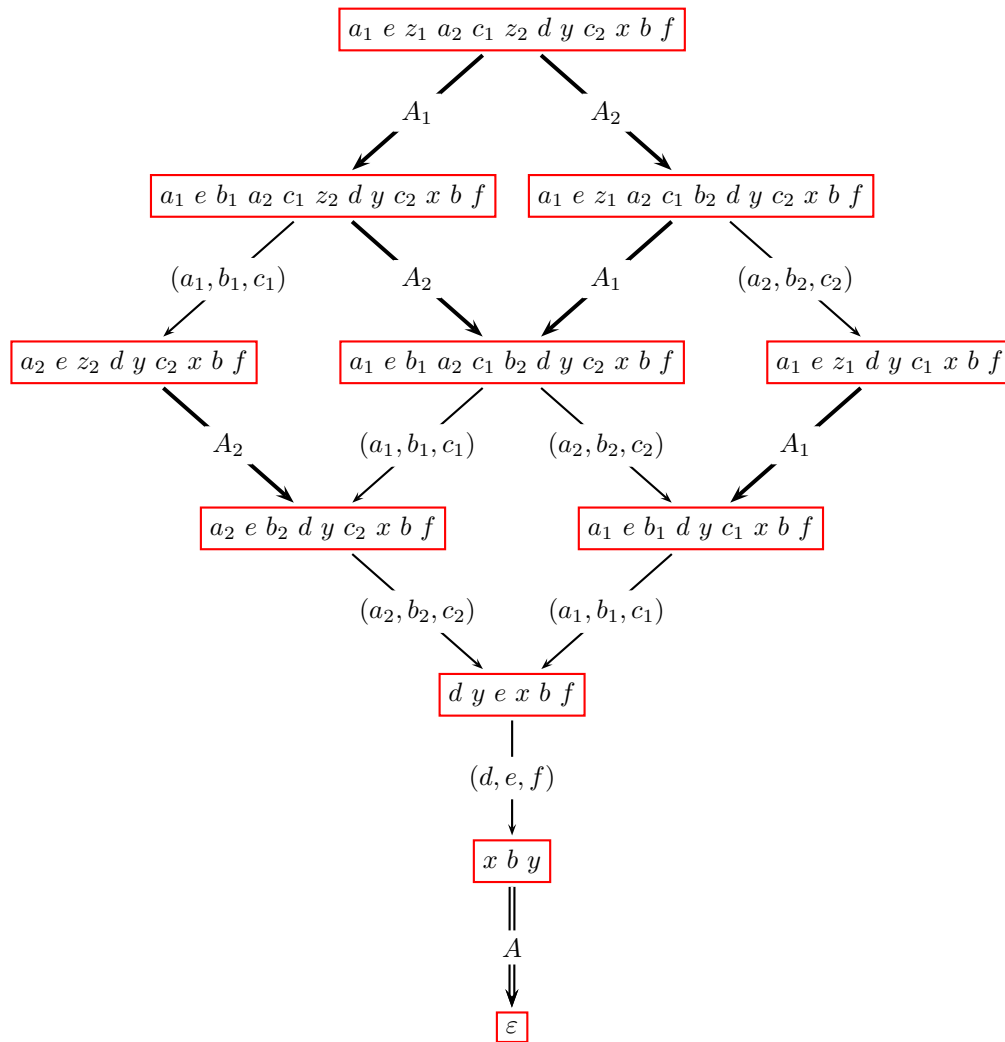 a₁ e z₁ a₂ c₁ z₂ d y c₂ x b f
A₁ A₂
a₁ e b₁ a₂ c₁ z₂ d y c₂ x b f
a₁ e z₁ a₂ c₁ b₂ d y c₂ x b f
(a₁, b₁, c₁) A₂ A₁ (a₂, b₂, c₂)
a₂ e z₂ d y c₂ x b f
a₁ e b₁ a₂ c₁ b₂ d y c₂ x b f
a₁ e z₁ d y c₁ x b f
A₂ (a₁, b₁, c₁) (a₂, b₂, c₂) A₁
a₂ e b₂ d y c₂ x b f
a₁ e b₁ d y c₁ x b f
(a₂, b₂, c₂) (a₁, b₁, c₁)
d y e x b f
(d, e, f)
x b y
A
ε